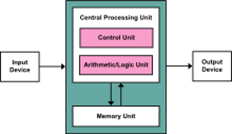 Central Processing Unit
Control Unit
Arithmetic/Logic Unit
Input
Device
Output
Device
Memory Unit